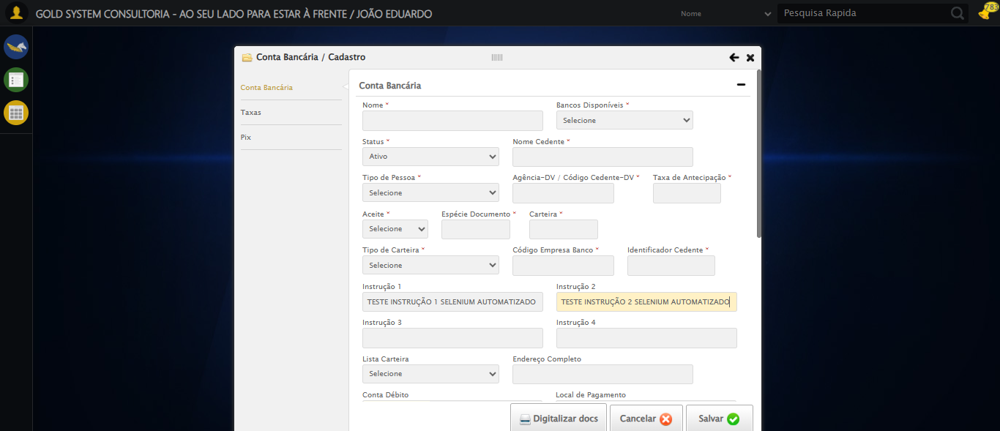 GOLD SYSTEM CONSULTORIA - AO SEU LADO PARA ESTAR À FRENTE / JOÃO EDUARDO
Nome
Pesquisa Rapida
783
Conta Bancária / Cadastro
Conta Bancária
Taxas
Pix
Conta Bancária
Nome *
Bancos Disponíveis *
Selecione
Status *
Nome Cedente *
Ativo
Tipo de Pessoa *
Agência-DV / Código Cedente-DV *
Taxa de Antecipação *
Selecione
Aceite *
Espécie Documento *
Carteira *
Selecione
Tipo de Carteira *
Código Empresa Banco *
Identificador Cedente *
Selecione
Instrução 1
Instrução 2
TESTE INSTRUÇÃO 1 SELENIUM AUTOMATIZADO
TESTE INSTRUÇÃO 2 SELENIUM AUTOMATIZADO
Instrução 3
Instrução 4
Lista Carteira
Endereço Completo
Selecione
Conta Débito
Local de Pagamento
Digitalizar docs
Cancelar
Salvar